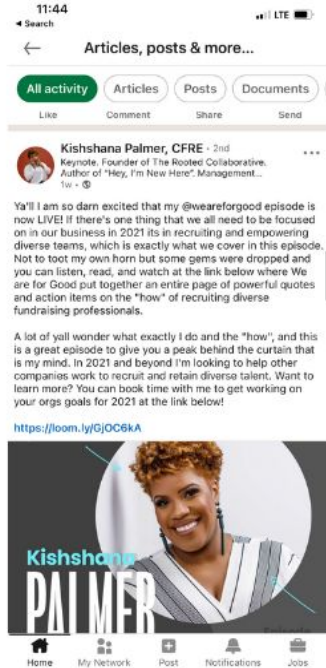 11:44
LTE
Search
Articles, posts & more...
All activity
Articles
Posts
Documents
Like
Comment
Share
Send
Kishshana Palmer, CFRE · 2nd
Keynote. Founder of The Rooted Collaborative.
Author of "Hey, I'm New Here". Management...
1w ·
Ya'll I am so darn excited that my @weareforgood episode is
now LIVE! If there's one thing that we all need to be focused
on in our business in 2021 its in recruiting and empowering
diverse teams, which is exactly what we cover in this episode.
Not to toot my own horn but some gems were dropped and
you can listen, read, and watch at the link below where We
are for Good put together an entire page of powerful quotes
and action items on the "how" of recruiting diverse
fundraising professionals.
A lot of yall wonder what exactly I do and the "how", and this
is a great episode to give you a peak behind the curtain that
is my mind. In 2021 and beyond I'm looking to help other
companies work to recruit and retain diverse talent. Want to
learn more? You can book time with me to get working on
your orgs goals for 2021 at the link below!
https://loom.ly/GjOC6kA
Kishshana
PALMER
Episode
Home
My Network
Post
Notifications
Jobs